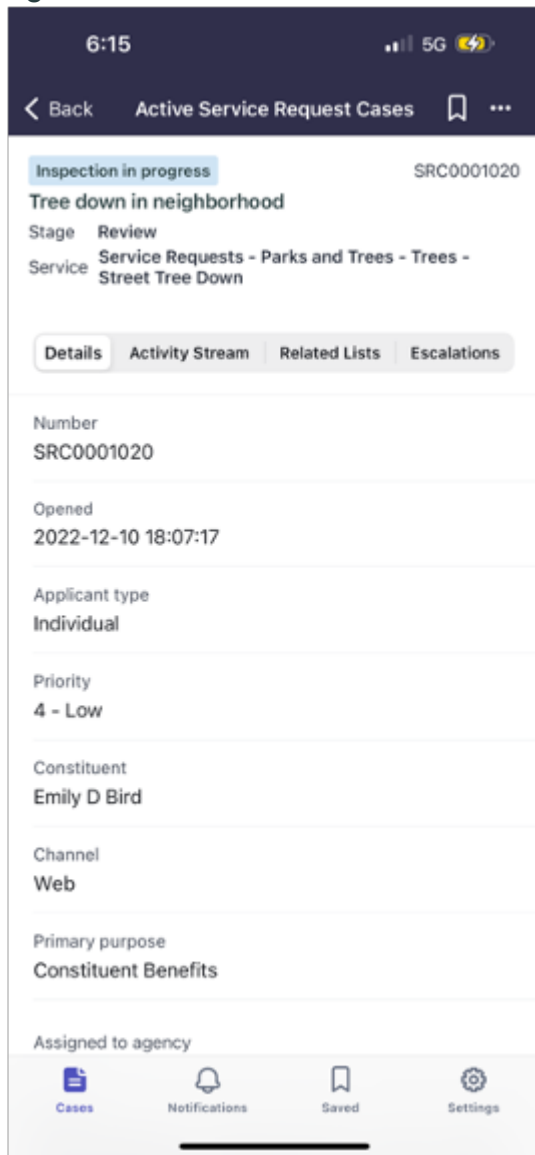 6:15 5G
Back Active Service Request Cases
Inspection in progress SRC0001020
Tree down in neighborhood
Stage Review
Service Service Requests - Parks and Trees - Trees -
Street Tree Down
Details Activity Stream Related Lists Escalations
Number
SRC0001020
Opened
2022-12-10 18:07:17
Applicant type
Individual
Priority
4 - Low
Constituent
Emily D Bird
Channel
Web
Primary purpose
Constituent Benefits
Assigned to agency
Cases Notifications Saved Settings